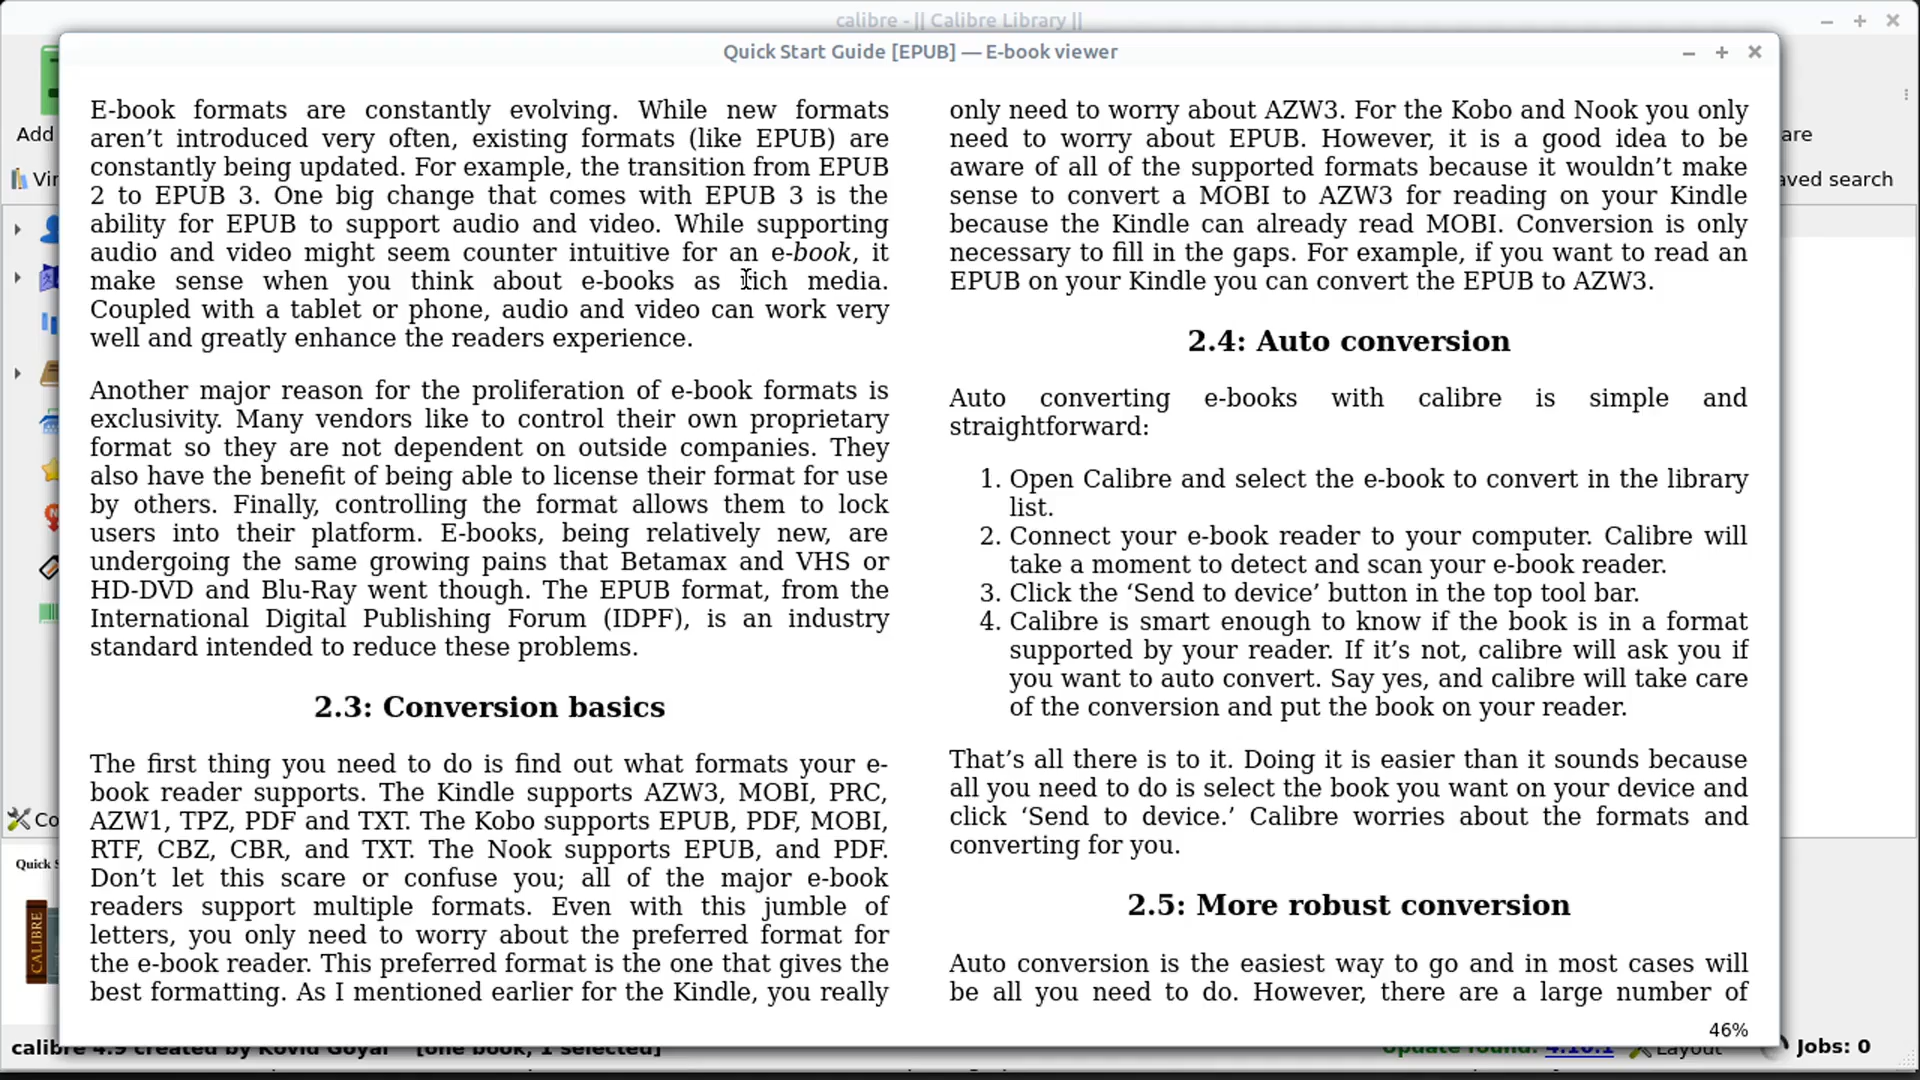 calibre - || Calibre Library ||
Quick Start Guide [EPUB] — E-book viewer
Add
Vir
are
aved search
E-book formats are constantly evolving. While new formats
aren’t introduced very often, existing formats (like EPUB) are
constantly being updated. For example, the transition from EPUB
2 to EPUB 3. One big change that comes with EPUB 3 is the
ability for EPUB to support audio and video. While supporting
audio and video might seem counter intuitive for an e-book, it
make sense when you think about e-books as rich media.
Coupled with a tablet or phone, audio and video can work very
well and greatly enhance the readers experience.
Another major reason for the proliferation of e-book formats is
exclusivity. Many vendors like to control their own proprietary
format so they are not dependent on outside companies. They
also have the benefit of being able to license their format for use
by others. Finally, controlling the format allows them to lock
users into their platform. E-books, being relatively new, are
undergoing the same growing pains that Betamax and VHS or
HD-DVD and Blu-Ray went though. The EPUB format, from the
International Digital Publishing Forum (IDPF), is an industry
standard intended to reduce these problems.
2.3: Conversion basics
The first thing you need to do is find out what formats your e-
book reader supports. The Kindle supports AZW3, MOBI, PRC,
AZW1, TPZ, PDF and TXT. The Kobo supports EPUB, PDF, MOBI,
RTF, CBZ, CBR, and TXT. The Nook supports EPUB, and PDF.
Don’t let this scare or confuse you; all of the major e-book
readers support multiple formats. Even with this jumble of
letters, you only need to worry about the preferred format for
the e-book reader. This preferred format is the one that gives the
best formatting. As I mentioned earlier for the Kindle, you really
only need to worry about AZW3. For the Kobo and Nook you only
need to worry about EPUB. However, it is a good idea to be
aware of all of the supported formats because it wouldn’t make
sense to convert a MOBI to AZW3 for reading on your Kindle
because the Kindle can already read MOBI. Conversion is only
necessary to fill in the gaps. For example, if you want to read an
EPUB on your Kindle you can convert the EPUB to AZW3.
2.4: Auto conversion
Auto converting e-books with calibre is simple and
straightforward:
1. Open Calibre and select the e-book to convert in the library
list.
2. Connect your e-book reader to your computer. Calibre will
take a moment to detect and scan your e-book reader.
3. Click the ‘Send to device’ button in the top tool bar.
4. Calibre is smart enough to know if the book is in a format
supported by your reader. If it’s not, calibre will ask you if
you want to auto convert. Say yes, and calibre will take care
of the conversion and put the book on your reader.
That’s all there is to it. Doing it is easier than it sounds because
all you need to do is select the book you want on your device and
click ‘Send to device.’ Calibre worries about the formats and
converting for you.
2.5: More robust conversion
Auto conversion is the easiest way to go and in most cases will
be all you need to do. However, there are a large number of
46%
Co
Quick S
CALIBRE
calibre 4.9 created by Kovid Goyal [one book, 1 selected]
Update found: 4.10.1
Layout
Jobs: 0